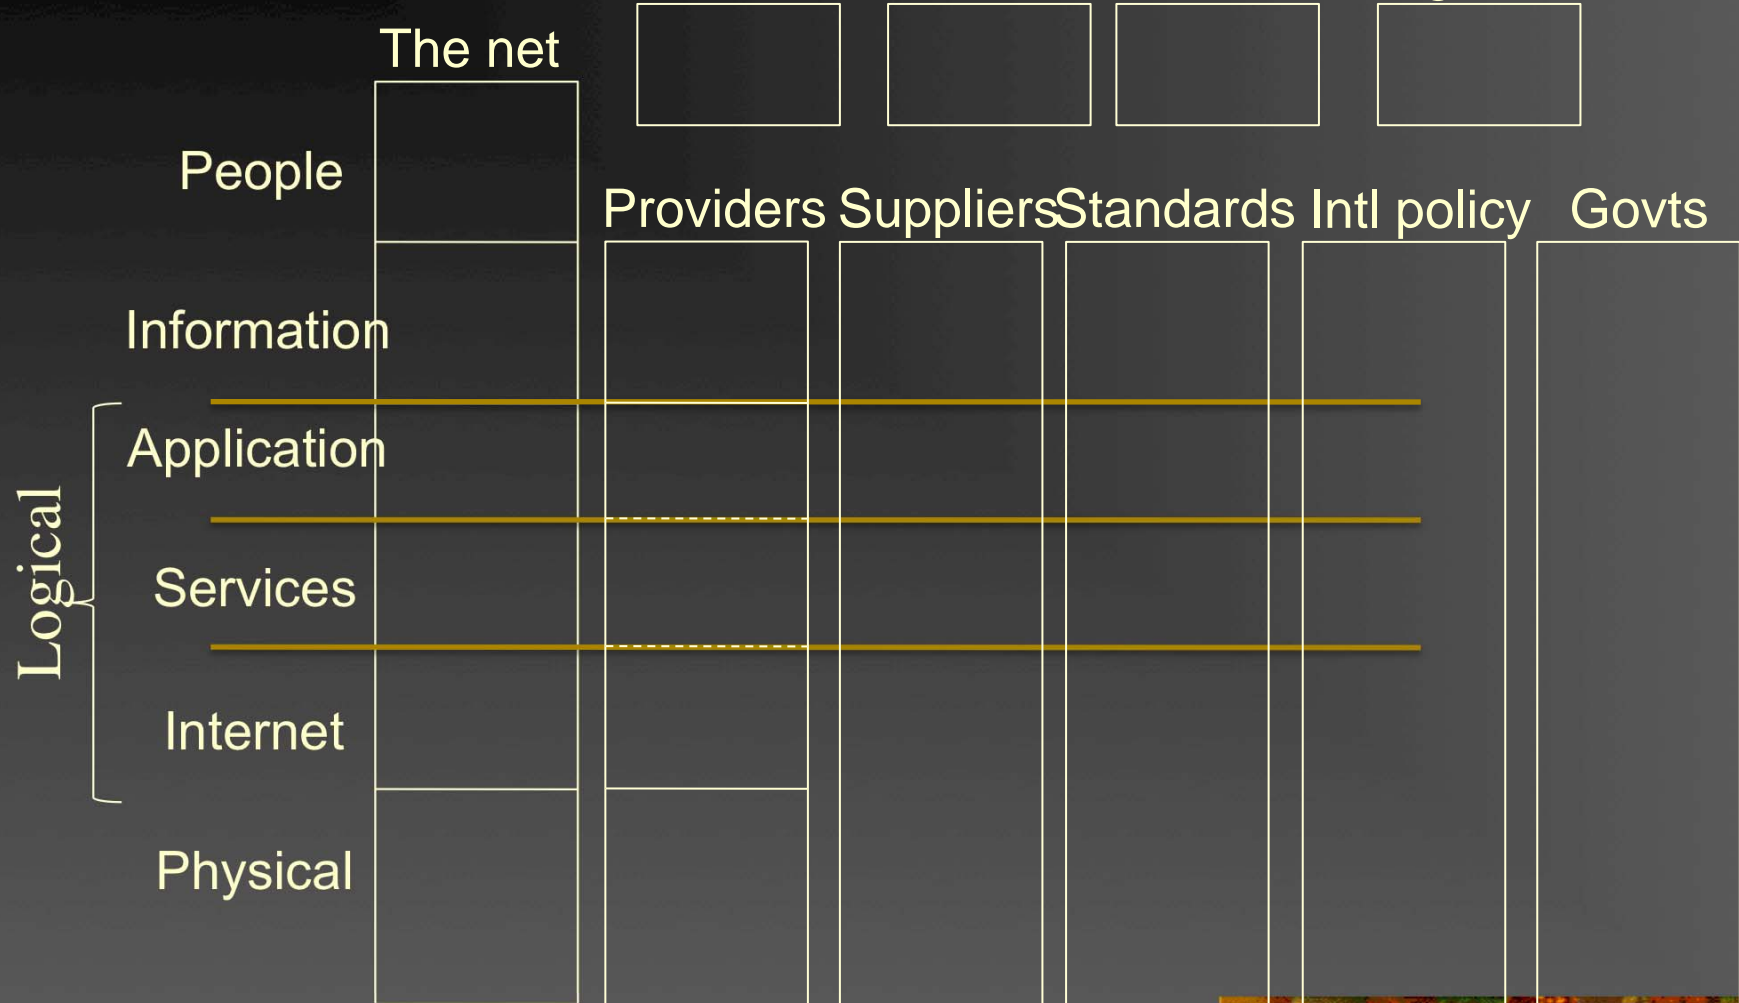 The net
People
Providers Suppliers Standards Intl policy Govts
Information
Application
Logical
Services
Internet
Physical